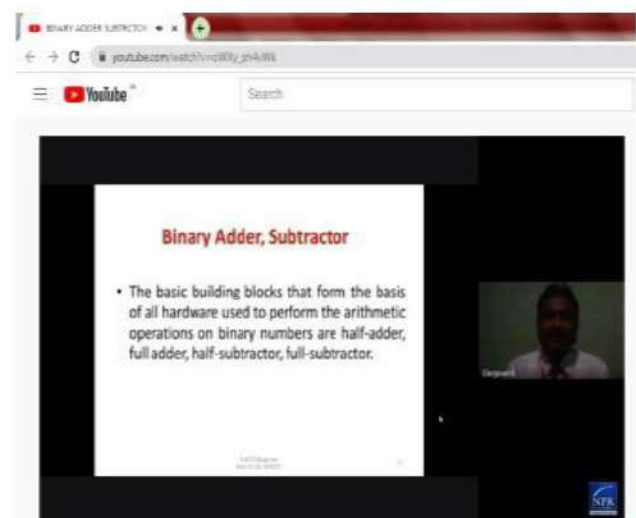 BINARY ADDER SUBTRACTOR
YouTube
Search
Binary Adder, Subtractor
• The basic building blocks that form the basis
of all hardware used to perform the arithmetic
operations on binary numbers are half-adder,
full adder, half-subtractor, full-subtractor.